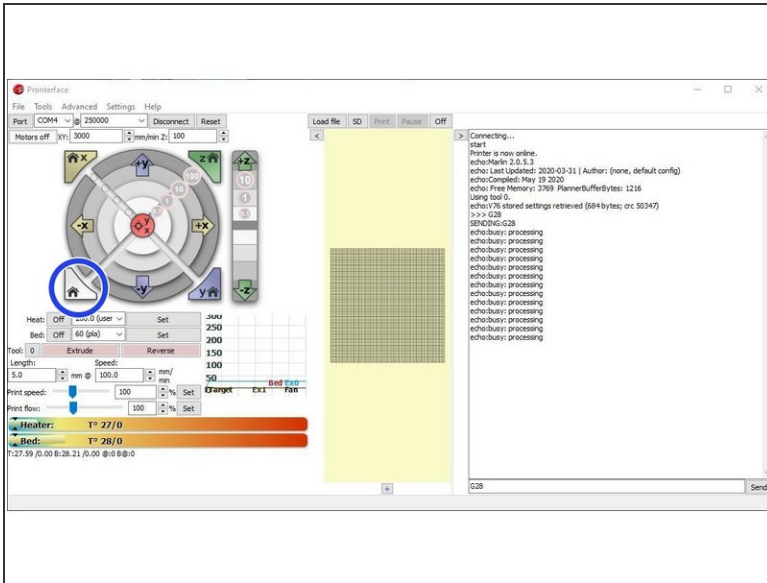 Pronterface
File Tools Advanced Settings Help
Port COM4 @ 250000 Disconnect Reset Load file SD Print Pause Off
Motors off XY: 3000 mm/min Z: 100 < >
x +y z +z
100
10
1
10
1
0.1
-x y x +x
-y y -z
Heat: Off (user Set
Bed: Off 60 (pla) Set
Tool: 0 Extrude Reverse
Length: Speed:
5.0 mm @ 100.0 mm/
min
Print speed: 100 % Set
Print flow: 100 % Set
300
250
200
150
100
50
Bed Ex0
Target Ex1 Fan
Heater: T° 27/0
Bed: T° 28/0
T:27.59 /0.00 B:28.21 /0.00 @:0 B@:0
+
Connecting...
start
Printer is now online.
echo:Marlin 2.0.5.3
echo: Last Updated: 2020-03-31 | Author: (none, default config)
echo:Compiled: May 19 2020
echo: Free Memory: 3769 PlannerBufferBytes: 1216
Using tool 0.
echo:V76 stored settings retrieved (684 bytes; crc 50347)
>>> G28
SENDING:G28
echo:busy: processing
echo:busy: processing
echo:busy: processing
echo:busy: processing
echo:busy: processing
echo:busy: processing
echo:busy: processing
echo:busy: processing
echo:busy: processing
echo:busy: processing
echo:busy: processing
echo:busy: processing
echo:busy: processing
G28 Send